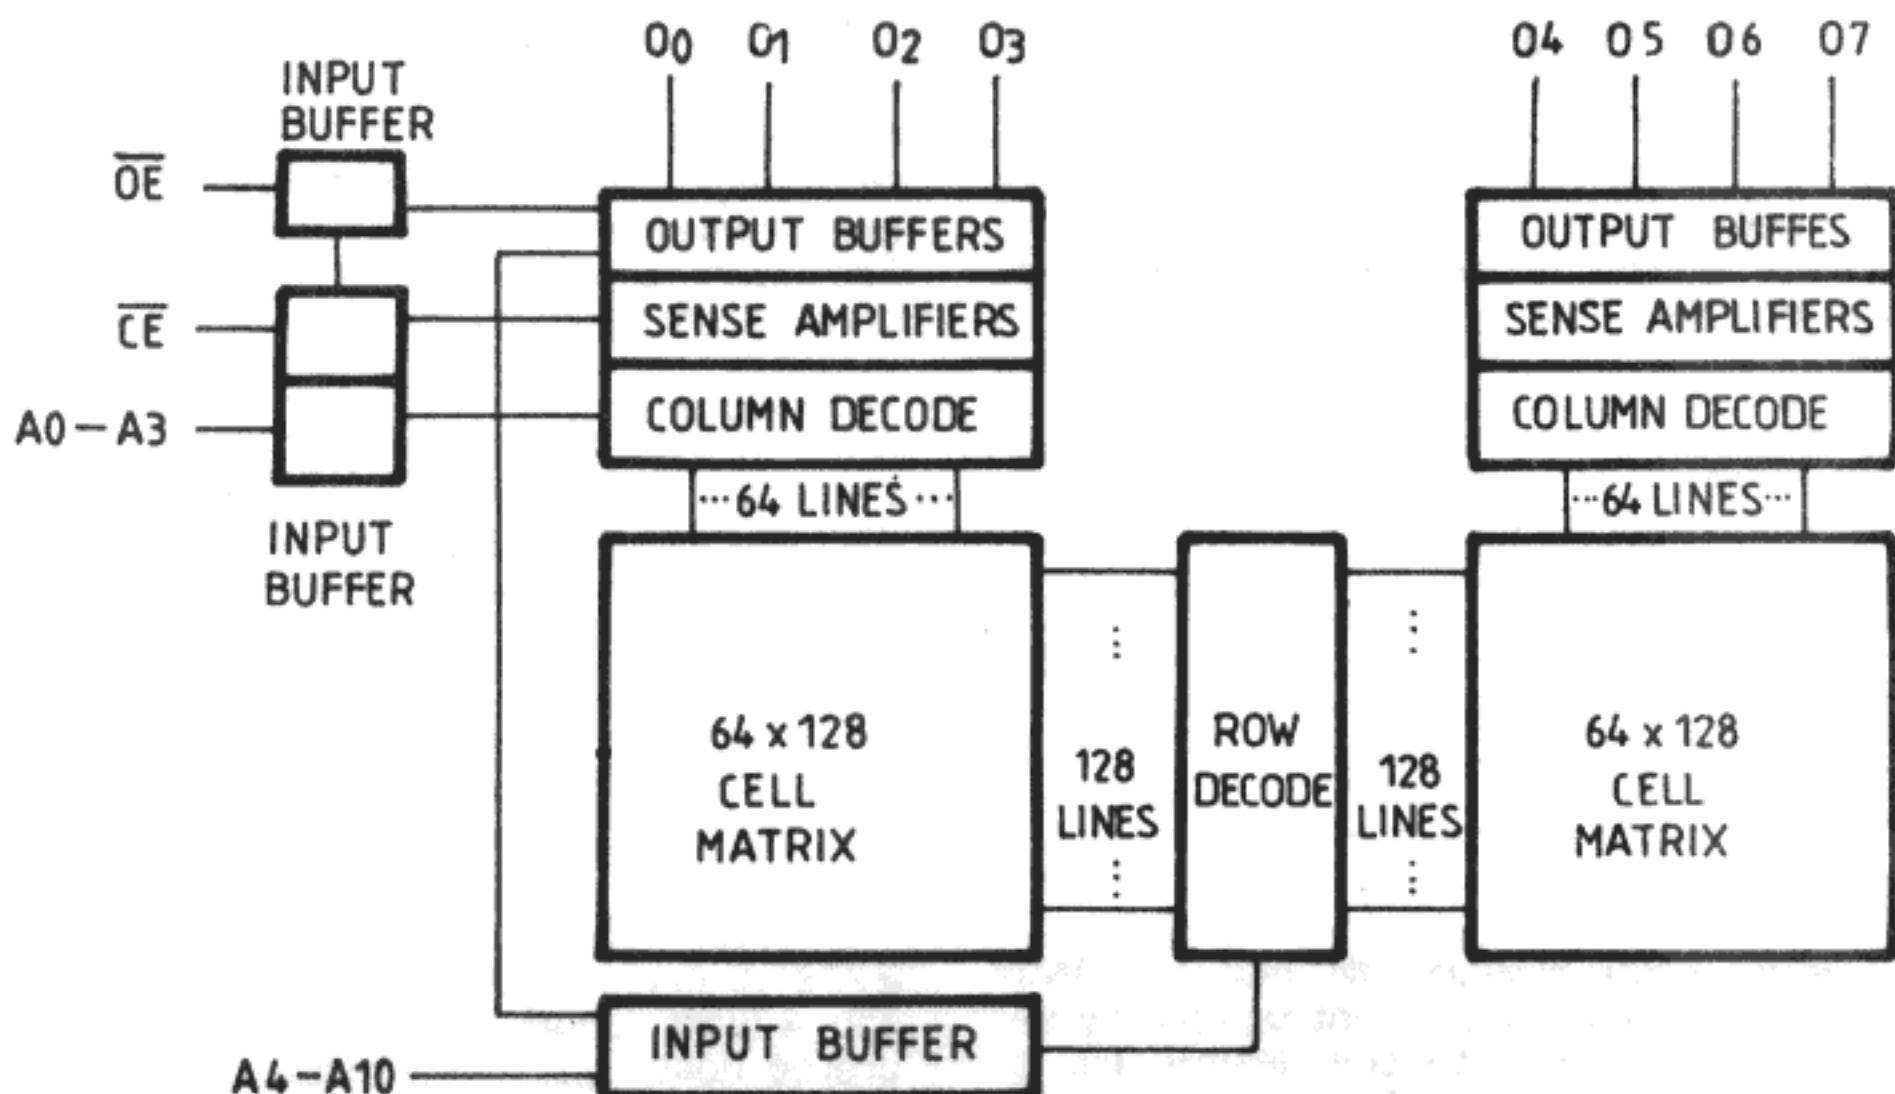 O0 O1 O2 O3
O4 O5 O6 O7
INPUT
BUFFER
OE
OUTPUT BUFFERS
OUTPUT BUFFES
CE
SENSE AMPLIFIERS
SENSE AMPLIFIERS
A0-A3
COLUMN DECODE
COLUMN DECODE
...64 LINES...
...64 LINES...
INPUT
BUFFER
64 x 128
CELL
MATRIX
128
LINES
ROW
DECODE
128
LINES
64 x 128
CELL
MATRIX
INPUT BUFFER
A4-A10